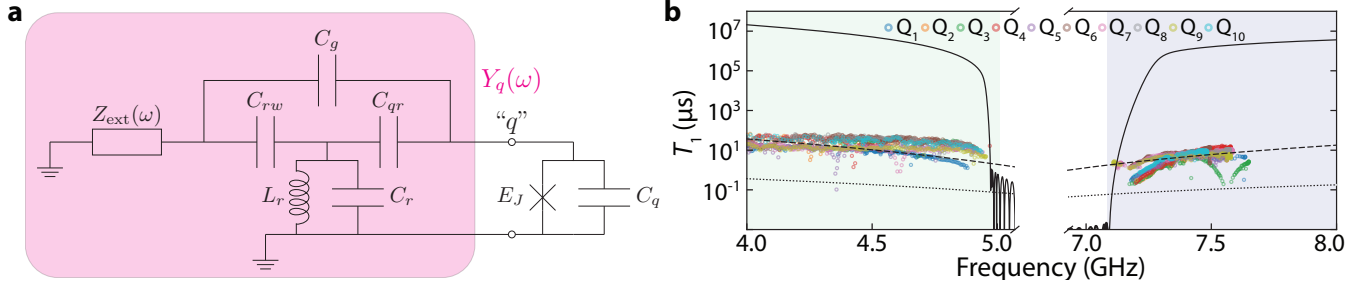 a
C_g
Y_q(ω)
Z_ext(ω)
C_rw
C_qr
"q"
L_r
C_r
E_J
C_q
b
Q_1 Q_2 Q_3 Q_4 Q_5 Q_6 Q_7 Q_8 Q_9 Q_10
10^7
10^5
10^3
10^1
10^-1
T_1 (μs)
4.0 4.5 5.0 7.0 7.5 8.0
Frequency (GHz)